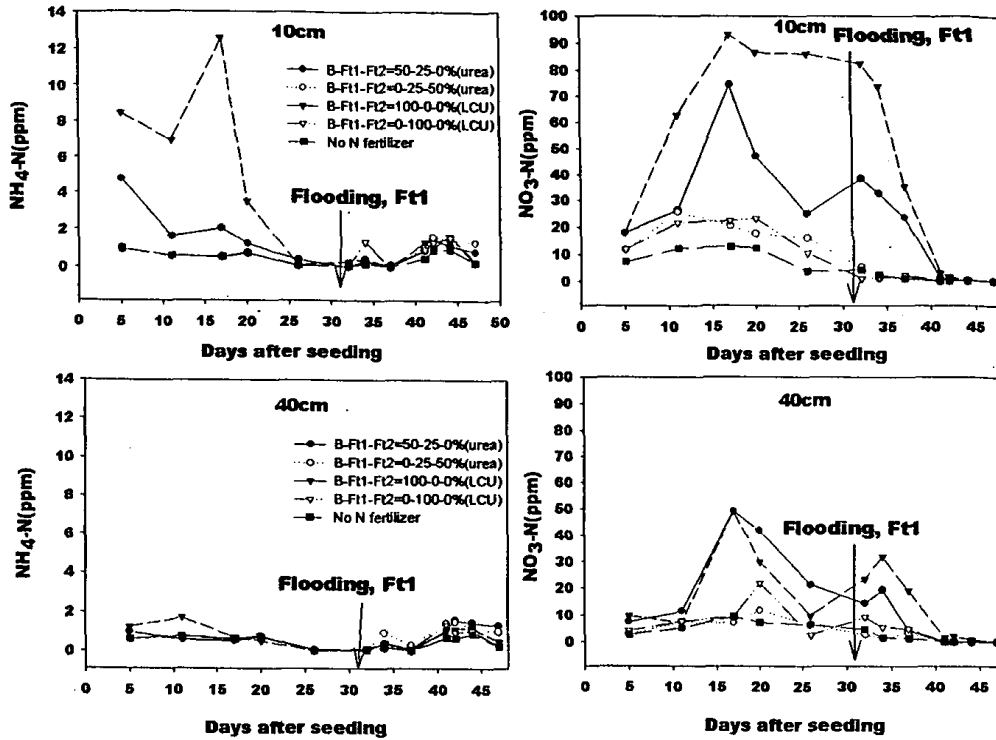 10cm
NH4-N(ppm)
14
12
10
8
6
4
2
0
B-Ft1-Ft2=50-25-0%(urea)
B-Ft1-Ft2=0-25-50%(urea)
B-Ft1-Ft2=100-0-0%(LCU)
B-Ft1-Ft2=0-100-0%(LCU)
No N fertilizer
Flooding, Ft1
0 5 10 15 20 25 30 35 40 45 50
Days after seeding
10cm
Flooding, Ft1
NO3-N(ppm)
100
90
80
70
60
50
40
30
20
10
0
0 5 10 15 20 25 30 35 40 45
Days after seeding
40cm
NH4-N(ppm)
14
12
10
8
6
4
2
0
B-Ft1-Ft2=50-25-0%(urea)
B-Ft1-Ft2=0-25-50%(urea)
B-Ft1-Ft2=100-0-0%(LCU)
B-Ft1-Ft2=0-100-0%(LCU)
No N fertilizer
Flooding, Ft1
0 5 10 15 20 25 30 35 40 45
Days after seeding
40cm
NO3-N(ppm)
100
90
80
70
60
50
40
30
20
10
0
Flooding, Ft1
0 5 10 15 20 25 30 35 40 45
Days after seeding